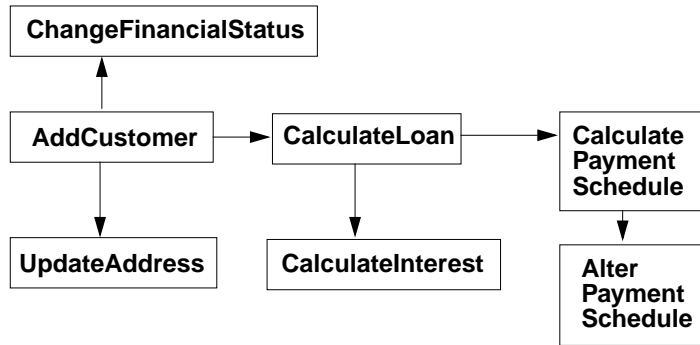 ChangeFinancialStatus
AddCustomer
CalculateLoan
Calculate
Payment
Schedule
UpdateAddress
CalculateInterest
Alter
Payment
Schedule